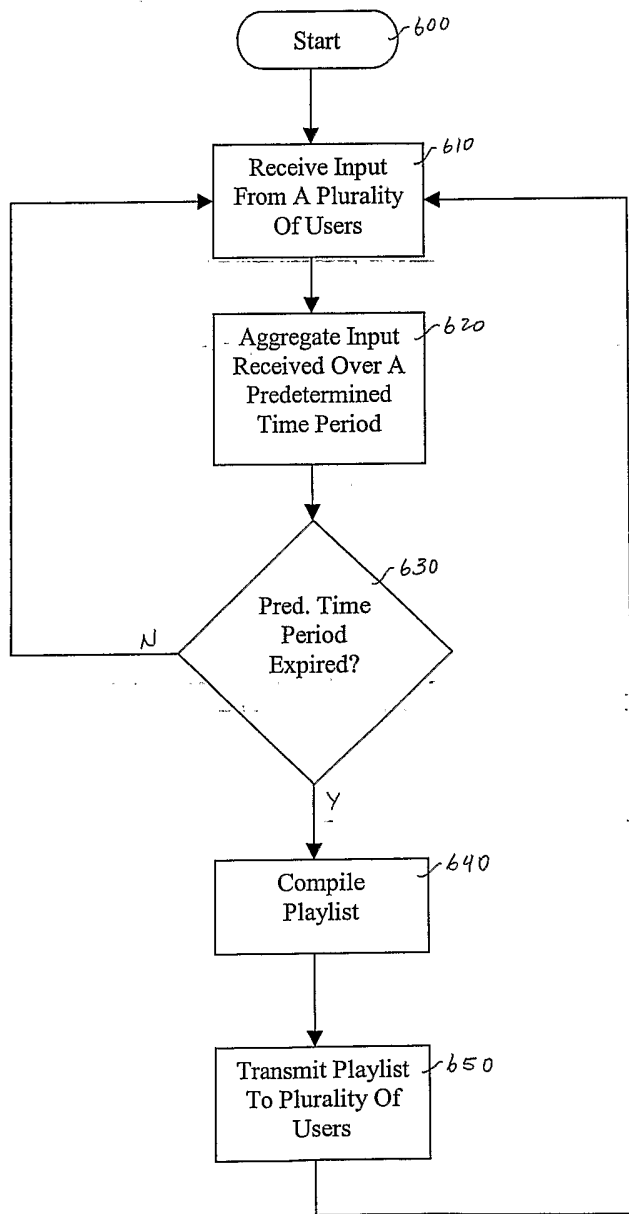 Start
600
610
Receive Input
From A Plurality
Of Users
620
Aggregate Input
Received Over A
Predetermined
Time Period
630
Pred. Time
Period
Expired?
N
Y
640
Compile
Playlist
650
Transmit Playlist
To Plurality Of
Users